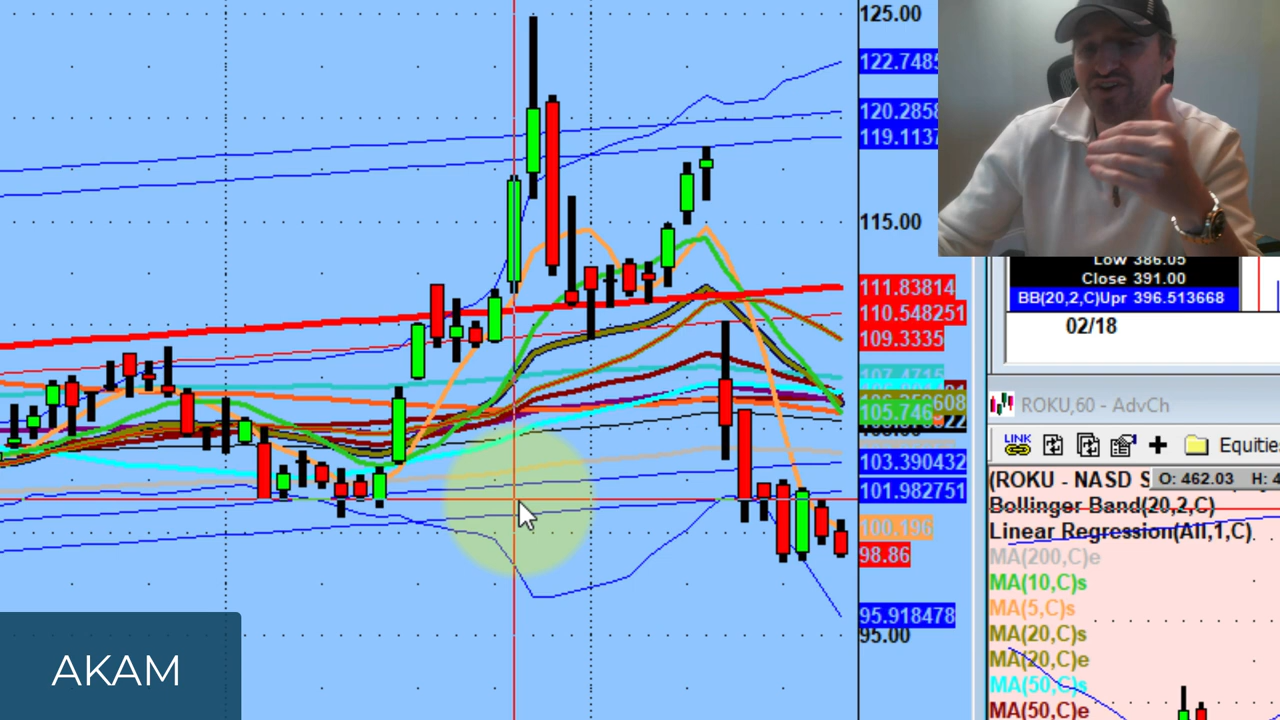 125.00
122.7485
120.2858
119.1137
115.00
111.83814
110.548251
109.3335
105.746
103.390432
101.982751
100.196
98.86
95.918478
95.00
AKAM
Low 386.05
Close 391.00
BB(20,2,C)Upr 396.513668
02/18
ROKU,60 - AdvCh
LINK
Equitie
(ROKU - NASD S
O: 462.03 H: 4
Bollinger Band(20,2,C)
Linear Regression(All,1,C)
MA(200,C)e
MA(10,C)s
MA(5,C)s
MA(20,C)s
MA(20,C)e
MA(50,C)s
MA(50,C)e